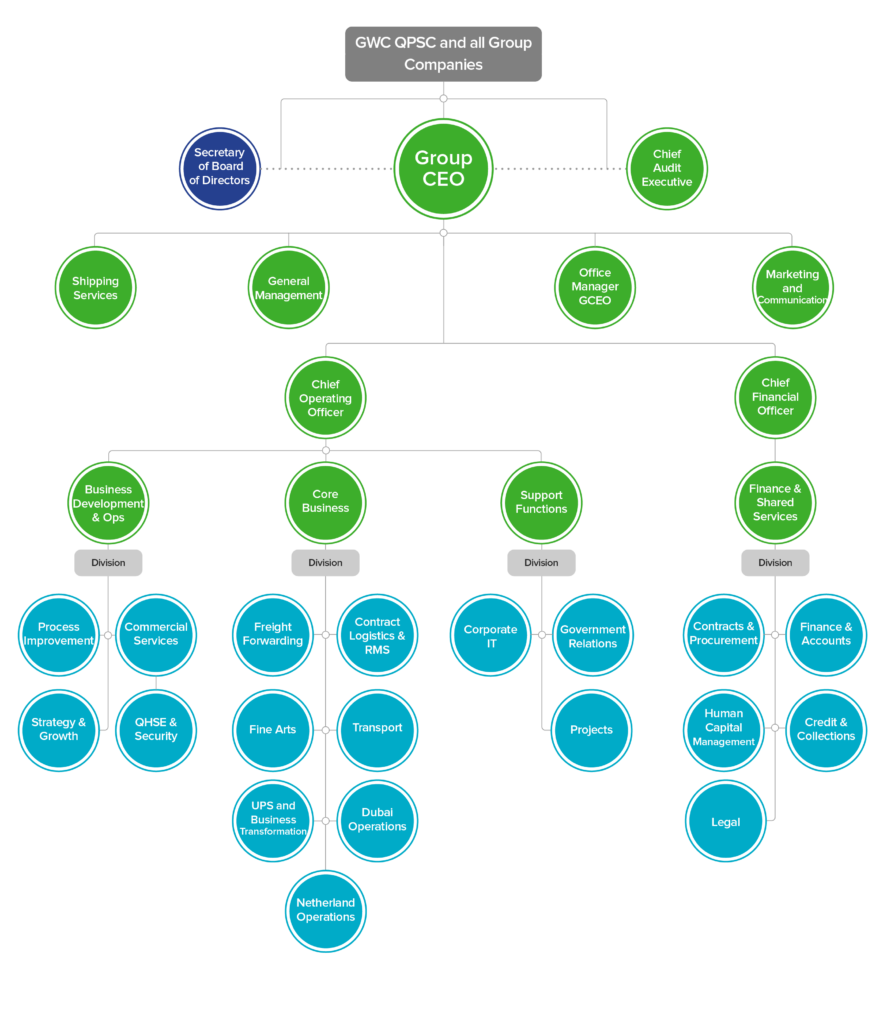 GWC QPSC and all Group
Companies
Secretary
of Board
of Directors
Group
CEO
Chief
Audit
Executive
Shipping
Services
General
Management
Office
Manager
GCEO
Marketing
and
Communication
Chief
Operating
Officer
Chief
Financial
Officer
Business
Development
& Ops
Core
Business
Support
Functions
Finance &
Shared
Services
Division
Division
Division
Division
Process
Improvement
Commercial
Services
Freight
Forwarding
Contract
Logistics &
RMS
Corporate
IT
Government
Relations
Contracts &
Procurement
Finance &
Accounts
Strategy &
Growth
QHSE &
Security
Fine Arts
Transport
Projects
Human
Capital
Management
Credit &
Collections
UPS and
Business
Transformation
Dubai
Operations
Legal
Netherland
Operations